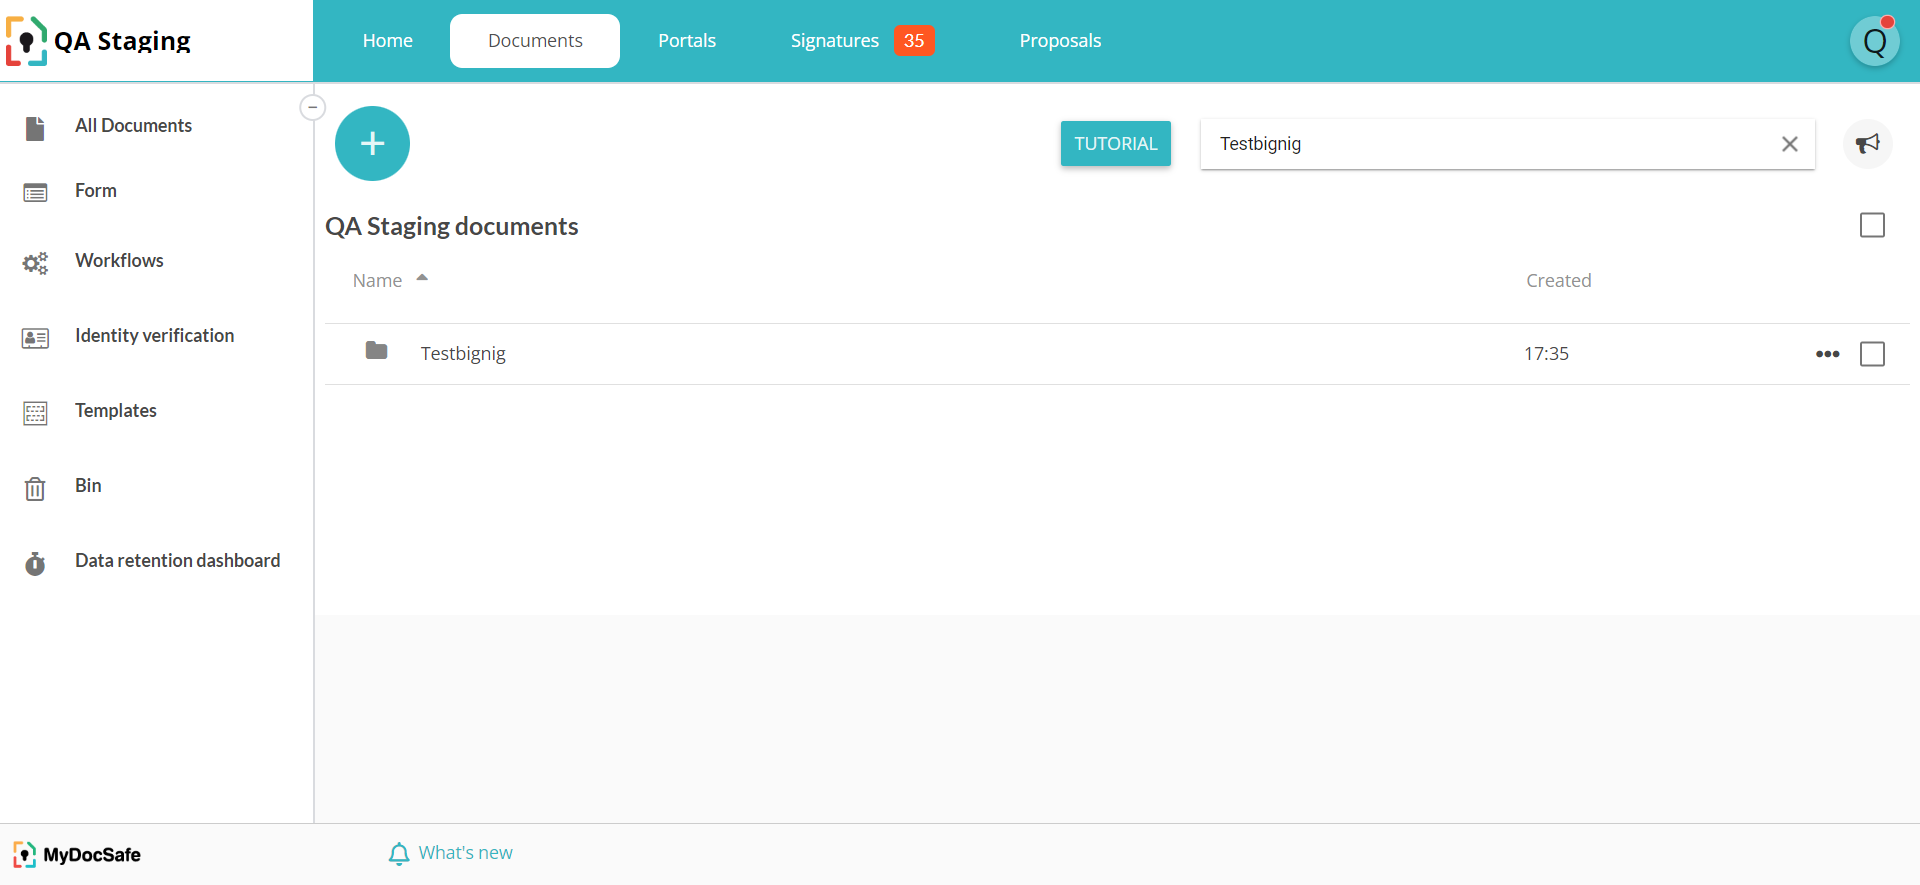 QA Staging
Home
Documents
Portals
Signatures 35
Proposals
Q
All Documents
Form
Workflows
Identity verification
Templates
Bin
Data retention dashboard
TUTORIAL
Testbignig
QA Staging documents
Name
Created
Testbignig
17:35
MyDocSafe
What's new